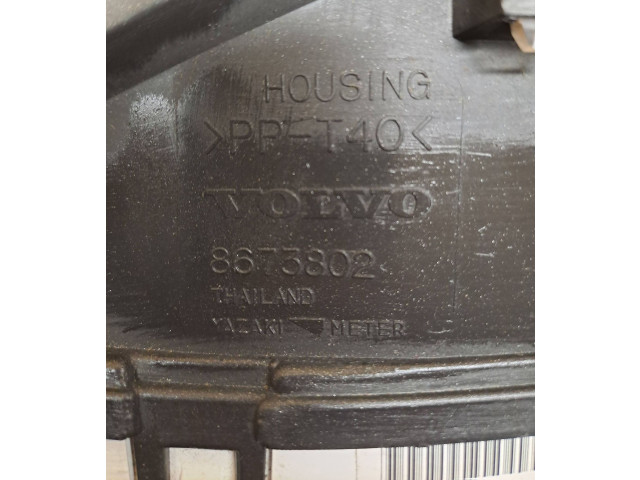 HOUSING
>PP-T40<
VOLVO
8673802
THAILAND
YAZAKI METER